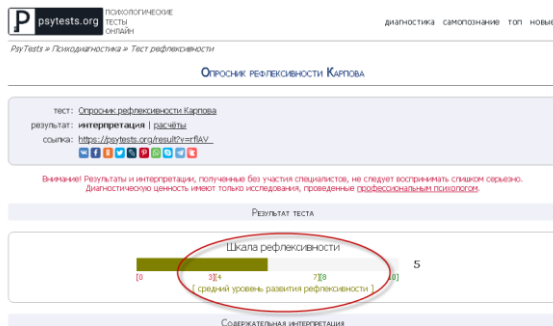 psytests.org
ПСИХОЛОГИЧЕСКИЕ
ТЕСТЫ
ОНЛАЙН
диагностика самопознание топ новые
PsyTests » Психодиагностика » Тест рефлексивности
Опросник рефлексивности Карпова
тест: Опросник рефлексивности Карпова
результат: интерпретация | расчёты
ссылка: https://psytests.org/result?v=rflAV_
Внимание! Результаты и интерпретации, полученные без участия специалистов, не следует воспринимать слишком серьезно.
Диагностическую ценность имеют только исследования, проведенные профессиональным психологом.
Результат теста
Шкала рефлексивности
5
[0 3][4 7][8 10]
[ средний уровень развития рефлексивности ]
Содержательная интерпретация